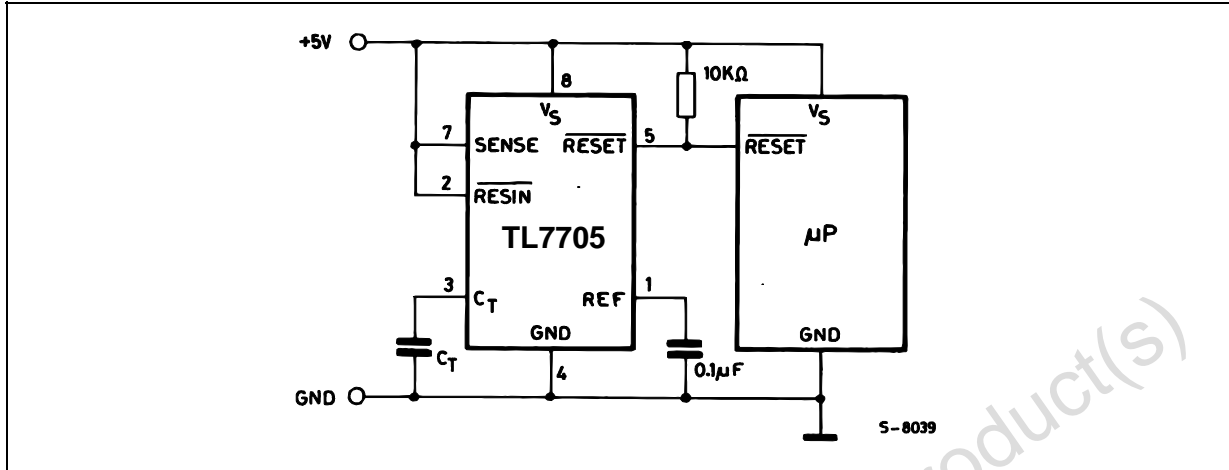 +5V
8
10KΩ
VS
VS
7
SENSE
RESET
5
RESET
2
RESIN
TL7705
μP
3
CT
REF
1
GND
GND
CT
4
0.1μF
GND
S-8039
roduct(s)